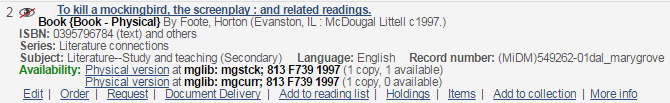 2 To kill a mockingbird, the screenplay : and related readings.
Book {Book - Physical} By Foote, Horton (Evanston, IL : McDougal Littell c1997.)
ISBN: 0395796784 (text) and others
Series: Literature connections
Subject: Literature--Study and teaching (Secondary) Language: English Record number: (MiDM)549262-01dal_marygrove
Availability: Physical version at mglib: mgstck; 813 F739 1997 (1 copy, 1 available)
Physical version at mglib: mgcurr; 813 F739 1997 (1 copy, 0 available)
Edit | Order | Request | Document Delivery | Add to reading list | Holdings | Items | Add to collection | More info